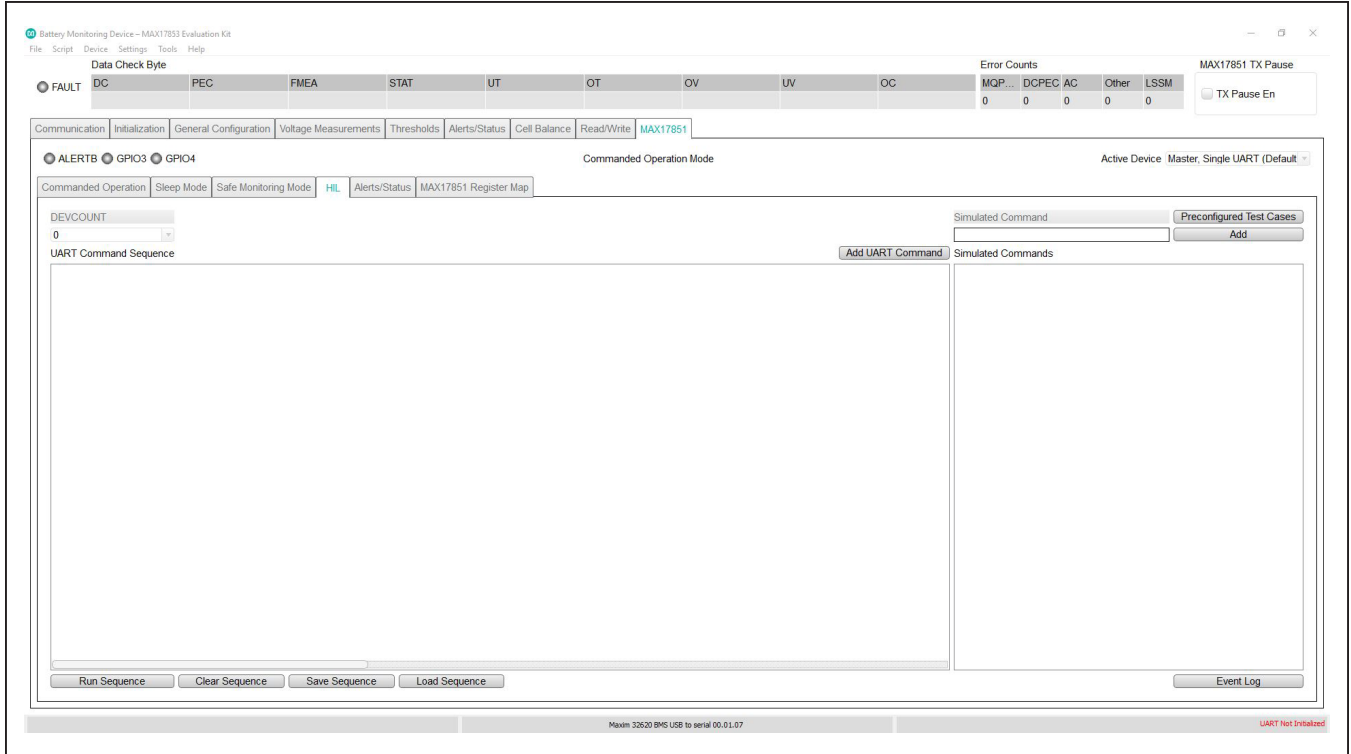 Battery Monitoring Device – MAX17853 Evaluation Kit
File Script Device Settings Tools Help
Data Check Byte Error Counts MAX17851 TX Pause
FAULT DC PEC FMEA STAT UT OT OV UV OC MQP... DCPEC AC Other LSSM TX Pause En
0 0 0 0 0
Communication Initialization General Configuration Voltage Measurements Thresholds Alerts/Status Cell Balance Read/Write MAX17851
ALERTB GPIO3 GPIO4 Commanded Operation Mode Active Device Master, Single UART (Default
Commanded Operation Sleep Mode Safe Monitoring Mode HIL Alerts/Status MAX17851 Register Map
DEVCOUNT Simulated Command Preconfigured Test Cases
0 Add
UART Command Sequence Add UART Command Simulated Commands
Run Sequence Clear Sequence Save Sequence Load Sequence Event Log
Maxim 32620 BMS USB to serial 00.01.07 UART Not Initialized